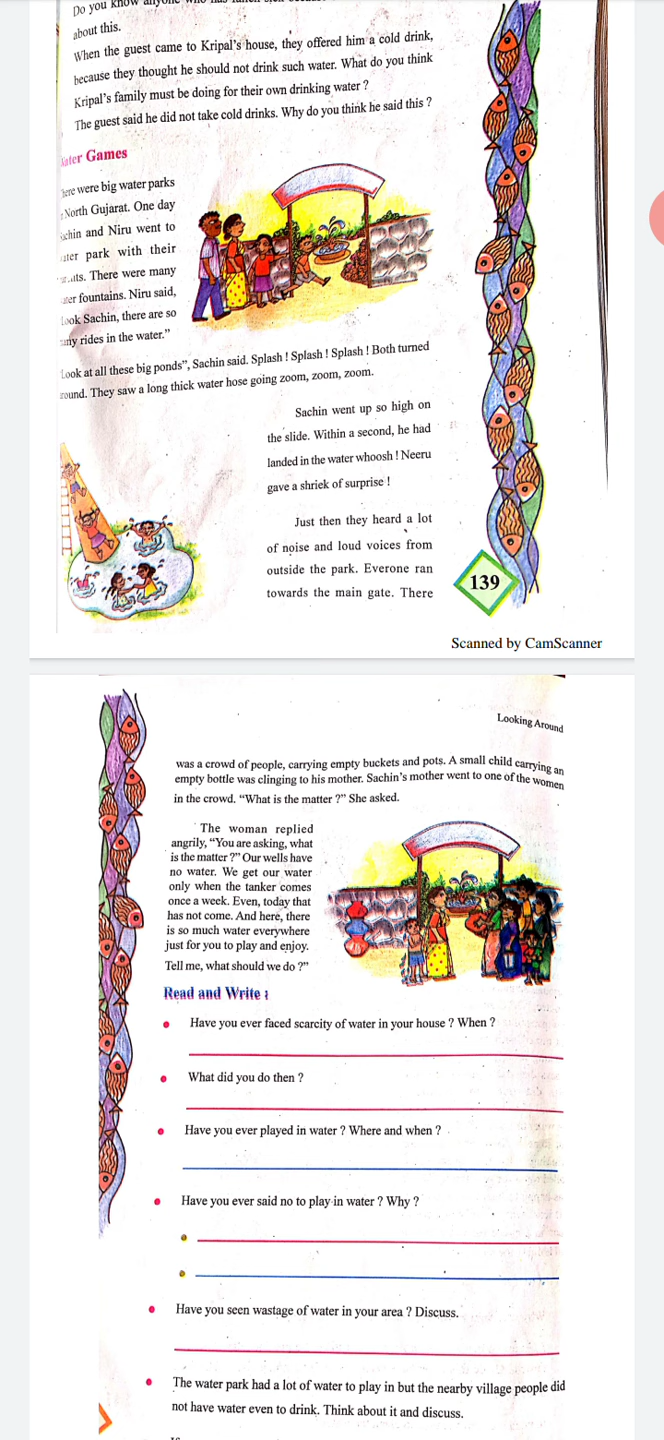 Do you know
about this.
When the guest came to Kripal's house, they offered him a cold drink,
because they thought he should not drink such water. What do you think
Kripal's family must be doing for their own drinking water ?
The guest said he did not take cold drinks. Why do you think he said this ?
Games
were big water parks
North Gujarat. One day
and Niru went to
park with their
There were many
fountains. Niru said,
Look Sachin, there are so
rides in the water."
Look at all these big ponds", Sachin said. Splash ! Splash ! Splash ! Both turned
They saw a long thick water hose going zoom, zoom, zoom.
Sachin went up so high on
the slide. Within a second, he had
landed in the water whoosh ! Neeru
gave a shriek of surprise !
Just then they heard a lot
of noise and loud voices from
outside the park. Everone ran
towards the main gate. There
139
Scanned by CamScanner
Looking Around
was a crowd of people, carrying empty buckets and pots. A small child carrying an
empty bottle was clinging to his mother. Sachin's mother went to one of the women
in the crowd. "What is the matter ?" She asked.
The woman replied
angrily, "You are asking, what
is the matter ?" Our wells have
no water. We get our water
only when the tanker comes
once a week. Even, today that
has not come. And here, there
is so much water everywhere
just for you to play and enjoy.
Tell me, what should we do ?"
Read and Write :
• Have you ever faced scarcity of water in your house ? When ?
• What did you do then ?
• Have you ever played in water ? Where and when ?
• Have you ever said no to play in water ? Why ?
• Have you seen wastage of water in your area ? Discuss.
• The water park had a lot of water to play in but the nearby village people did
not have water even to drink. Think about it and discuss.